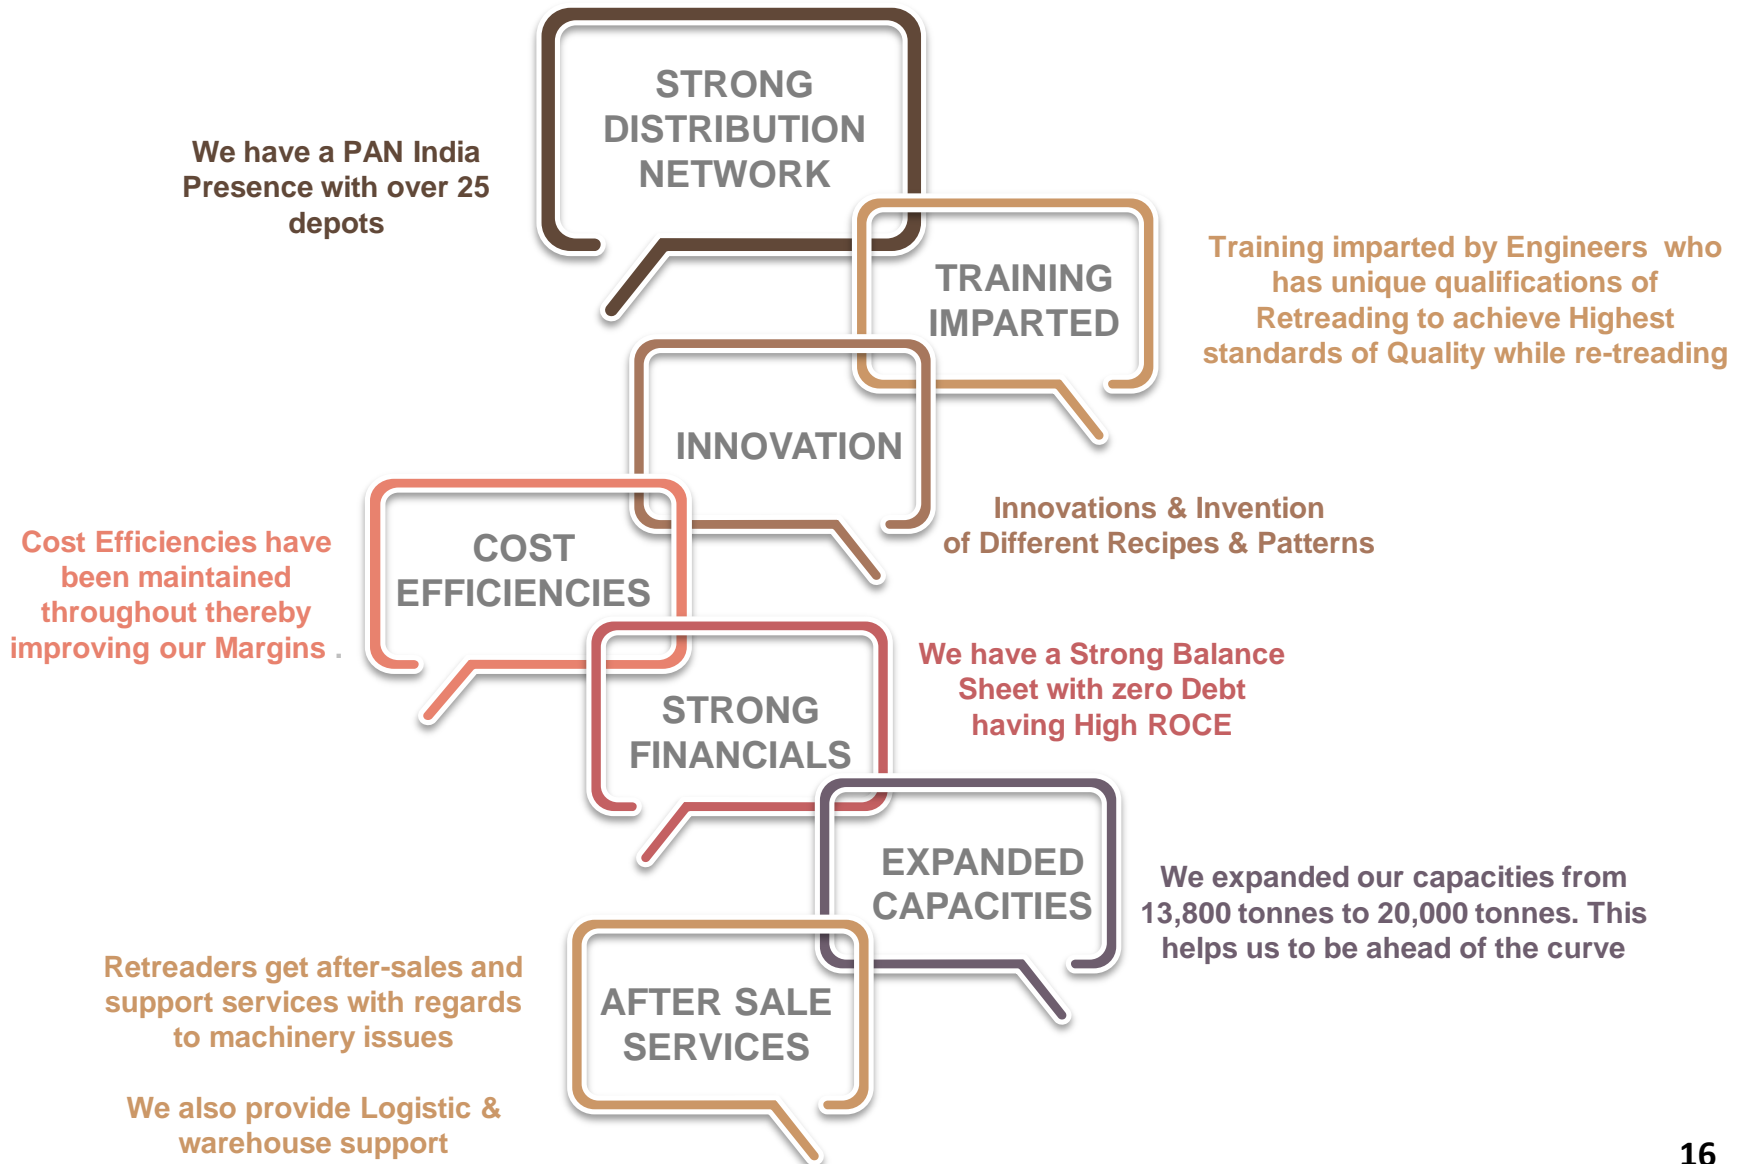 STRONG
DISTRIBUTION
NETWORK
We have a PAN India
Presence with over 25
depots
TRAINING
IMPARTED
Training imparted by Engineers  who
has unique qualifications of
Retreading to achieve Highest
standards of Quality while re-treading
INNOVATION
Innovations & Invention
of Different Recipes & Patterns
COST
EFFICIENCIES
Cost Efficiencies have
been maintained
throughout thereby
improving our Margins .
STRONG
FINANCIALS
We have a Strong Balance
Sheet with zero Debt
having High ROCE
EXPANDED
CAPACITIES
We expanded our capacities from
13,800 tonnes to 20,000 tonnes. This
helps us to be ahead of the curve
AFTER SALE
SERVICES
Retreaders get after-sales and
support services with regards
to machinery issues
We also provide Logistic &
warehouse support
16